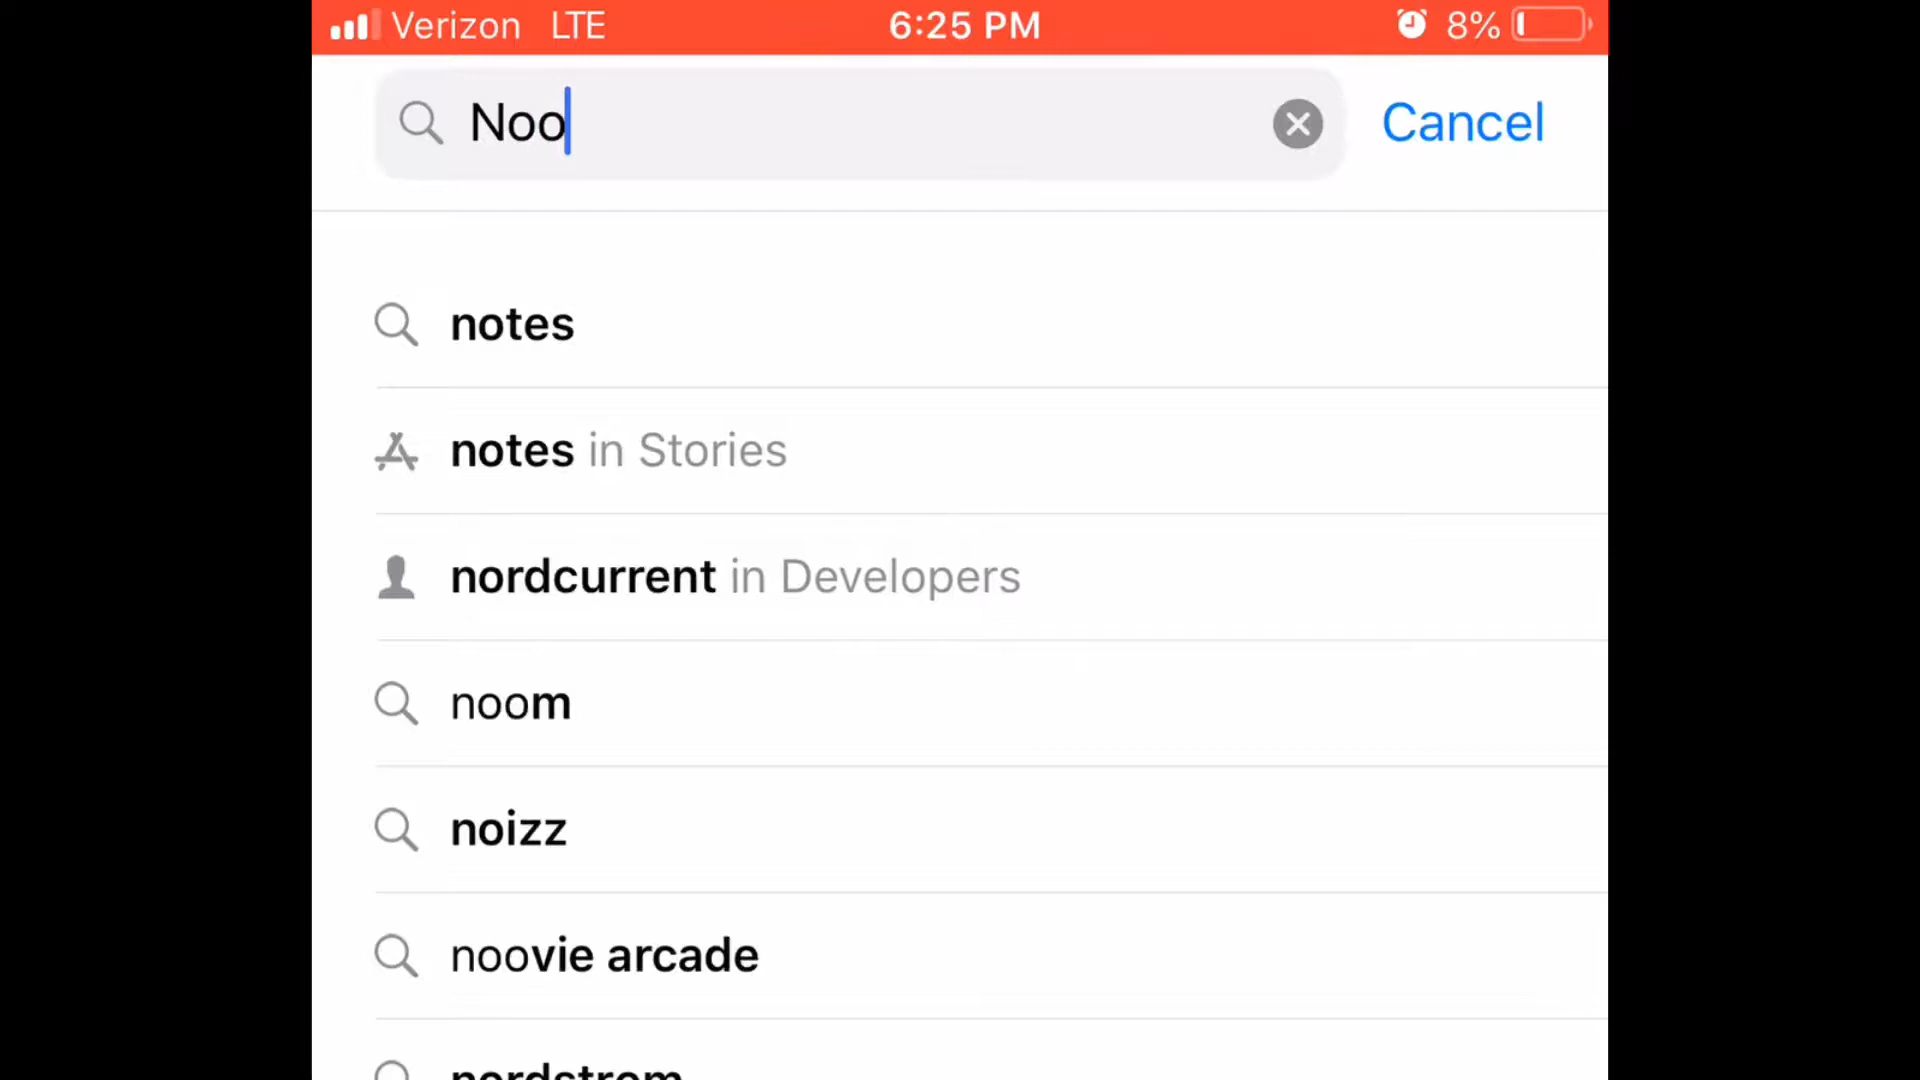 Verizon LTE 6:25 PM 8%
Noo Cancel
notes
notes in Stories
nordcurrent in Developers
noom
noizz
noovie arcade
nordstrom